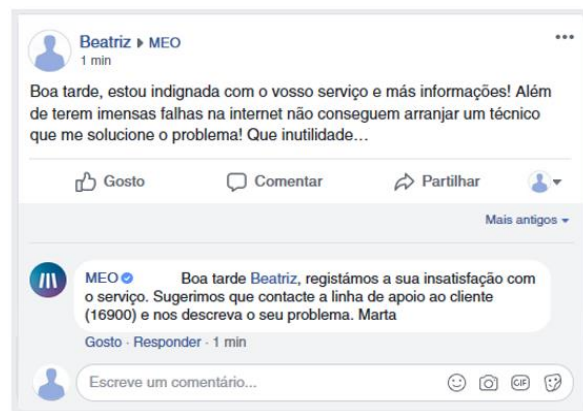 Beatriz ▸ MEO
1 min
Boa tarde, estou indignada com o vosso serviço e más informações! Além
de terem imensas falhas na internet não conseguem arranjar um técnico
que me solucione o problema! Que inutilidade…
Gosto Comentar Partilhar
Mais antigos
MEO Boa tarde Beatriz, registámos a sua insatisfação com
o serviço. Sugerimos que contacte a linha de apoio ao cliente
(16900) e nos descreva o seu problema. Marta
Gosto · Responder · 1 min
Escreve um comentário... GIF